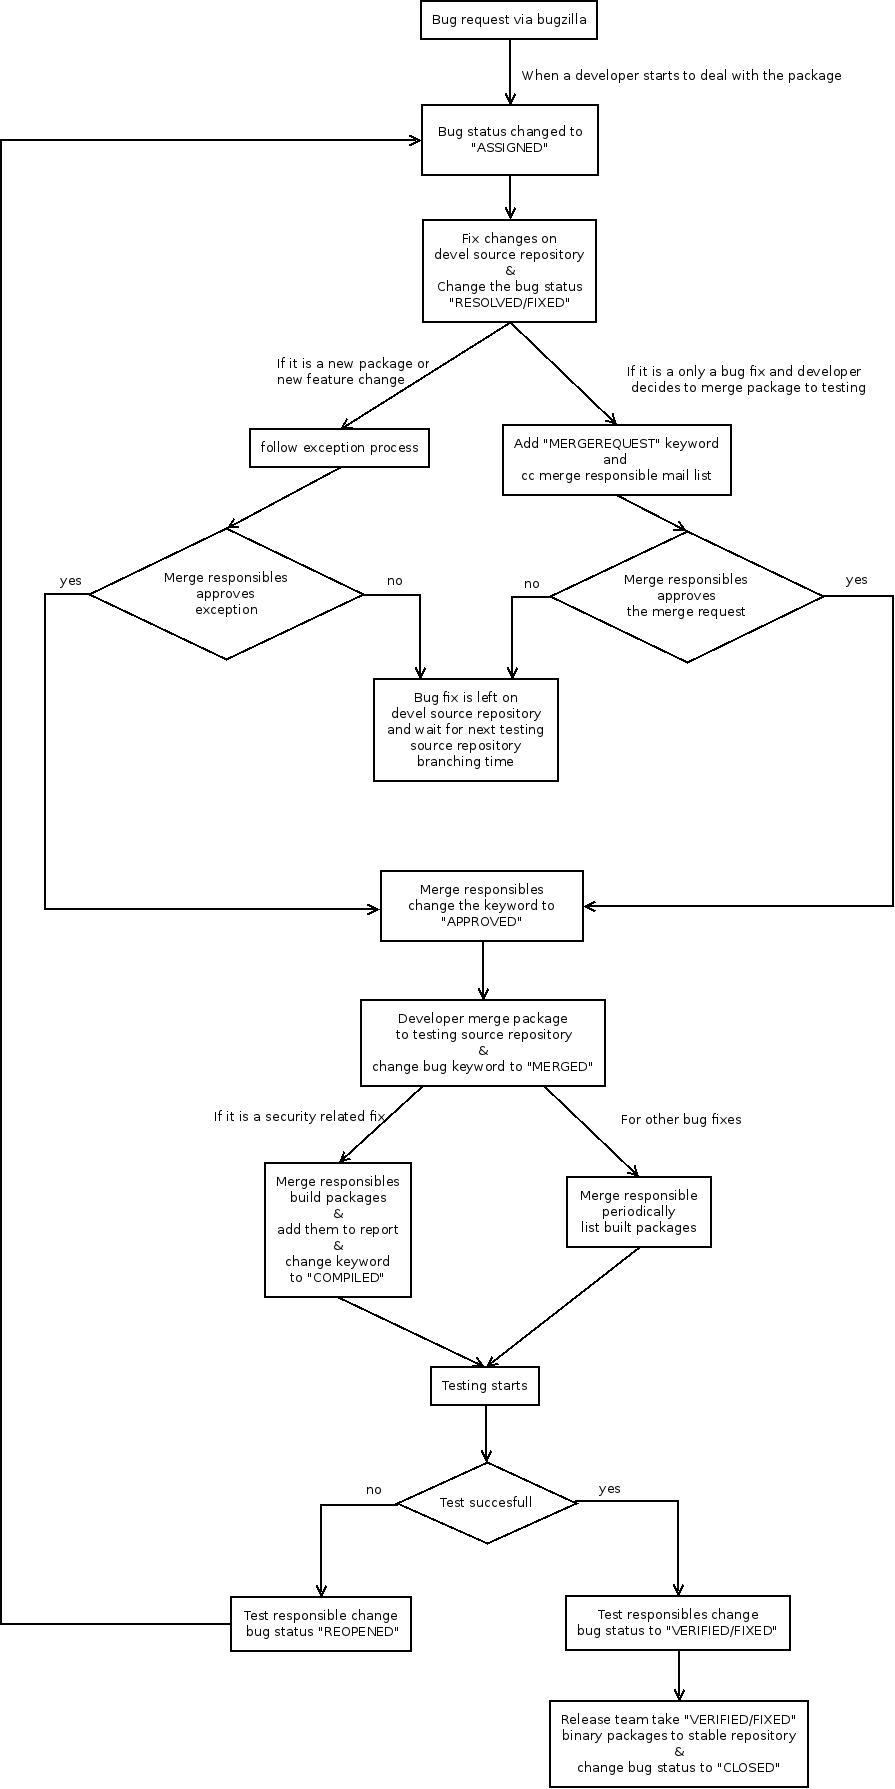 Bug request via bugzilla
When a developer starts to deal with the package
Bug status changed to
"ASSIGNED"
Fix changes on
devel source repository
&
Change the bug status
"RESOLVED/FIXED"
If it is a new package or
new feature change
If it is a only a bug fix and developer
decides to merge package to testing
follow exception process
Add "MERGEREQUEST" keyword
and
cc merge responsible mail list
yes
Merge responsibles
approves
exception
no
no
Merge responsibles
approves
the merge request
yes
Bug fix is left on
devel source repository
and wait for next testing
source repository
branching time
Merge responsibles
change the keyword to
"APPROVED"
Developer merge package
to testing source repository
&
change bug keyword to "MERGED"
If it is a security related fix
For other bug fixes
Merge responsibles
build packages
&
add them to report
&
change keyword
to "COMPILED"
Merge responsible
periodically
list built packages
Testing starts
no
Test succesfull
yes
Test responsible change
bug status "REOPENED"
Test responsibles change
bug status to "VERIFIED/FIXED"
Release team take "VERIFIED/FIXED"
binary packages to stable repository
&
change bug status to "CLOSED"